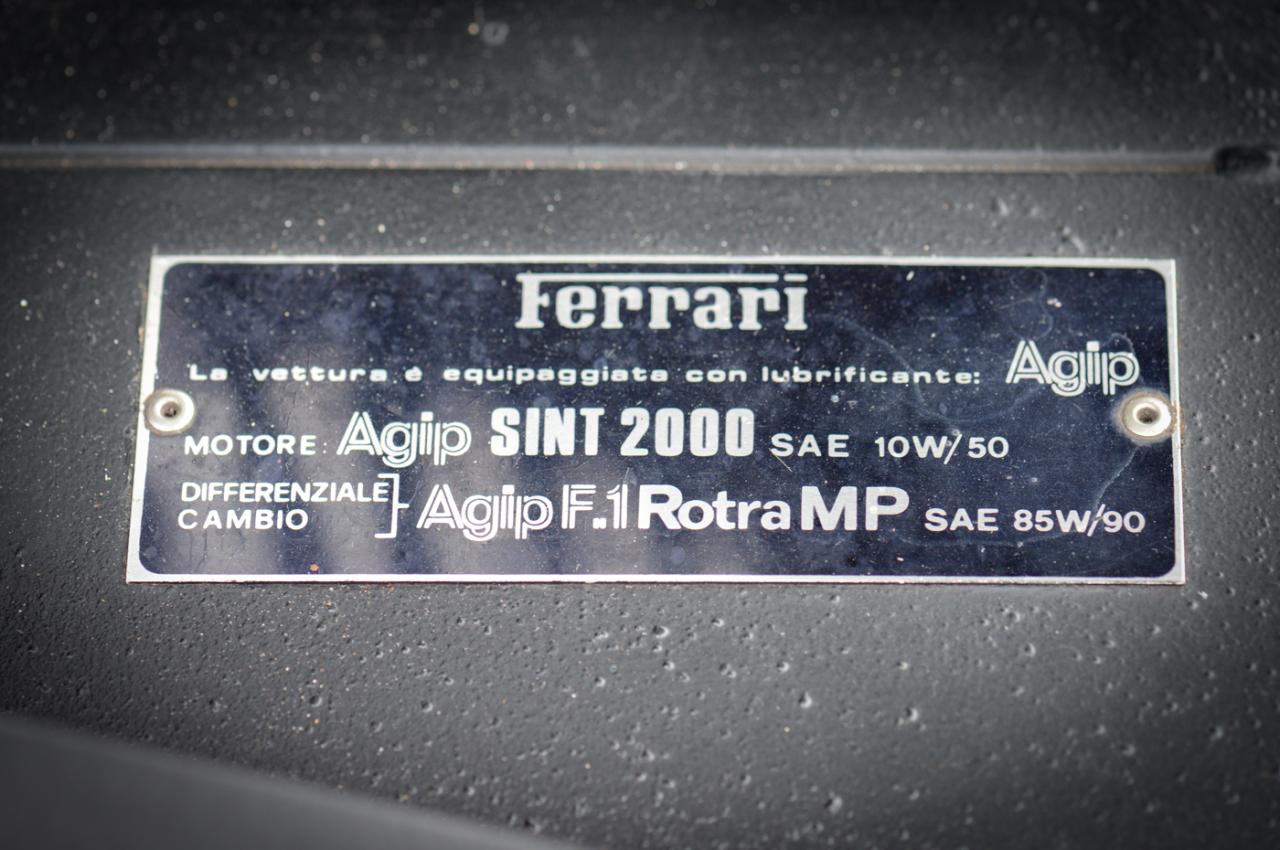 Ferrari
La vettura è equipaggiata con lubrificante: Agip
MOTORE: Agip SINT 2000 SAE 10W/50
DIFFERENZIALE
CAMBIO } Agip F.1 Rotra MP SAE 85W/90